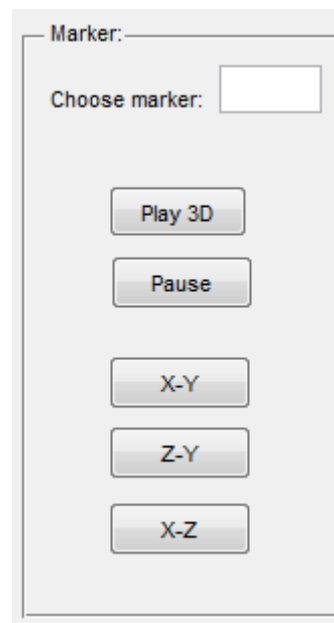 Marker:
Choose marker:
Play 3D
Pause
X-Y
Z-Y
X-Z